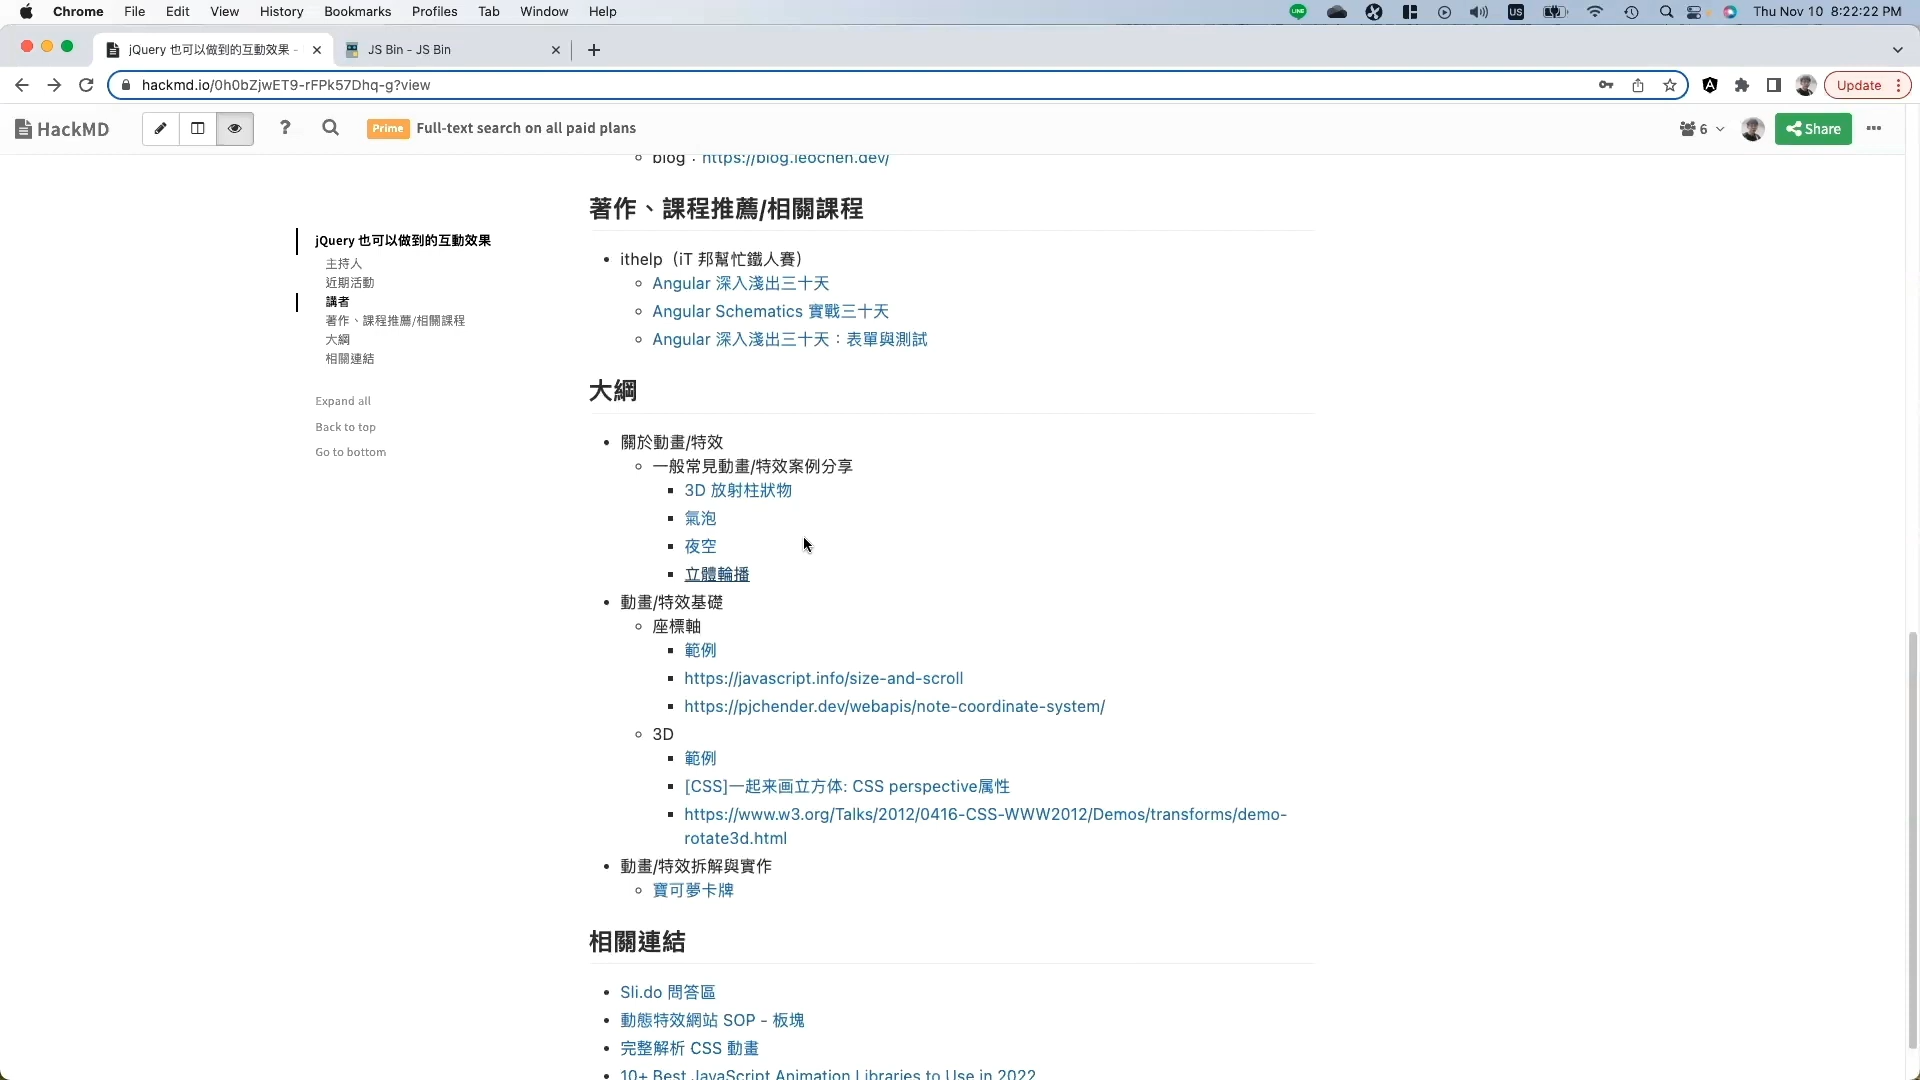 Chrome File Edit View History Bookmarks Profiles Tab Window Help
US Thu Nov 10 8:22:22 PM
jQuery 也可以做到的互動效果 -
JS Bin - JS Bin
hackmd.io/0h0bZjwET9-rFPk57Dhq-g?view
Update
HackMD
?
Prime Full-text search on all paid plans
6
Share
blog：https://blog.leochen.dev/
jQuery 也可以做到的互動效果
主持人
近期活動
講者
著作、課程推薦/相關課程
大綱
相關連結
Expand all
Back to top
Go to bottom
著作、課程推薦/相關課程
ithelp（iT 邦幫忙鐵人賽）
Angular 深入淺出三十天
Angular Schematics 實戰三十天
Angular 深入淺出三十天：表單與測試
大綱
關於動畫/特效
一般常見動畫/特效案例分享
3D 放射柱狀物
氣泡
夜空
立體輪播
動畫/特效基礎
座標軸
範例
https://javascript.info/size-and-scroll
https://pjchender.dev/webapis/note-coordinate-system/
3D
範例
[CSS]一起来画立方体: CSS perspective属性
https://www.w3.org/Talks/2012/0416-CSS-WWW2012/Demos/transforms/demo-
rotate3d.html
動畫/特效拆解與實作
寶可夢卡牌
相關連結
Sli.do 問答區
動態特效網站 SOP - 板塊
完整解析 CSS 動畫
10+ Best JavaScript Animation Libraries to Use in 2022